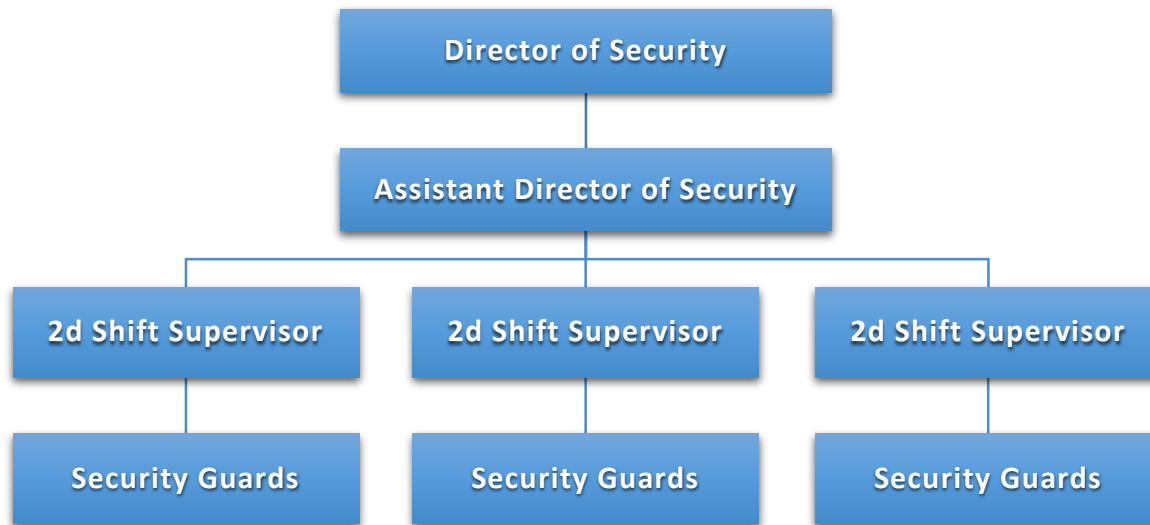 Director of Security
Assistant Director of Security
2d Shift Supervisor
2d Shift Supervisor
2d Shift Supervisor
Security Guards
Security Guards
Security Guards